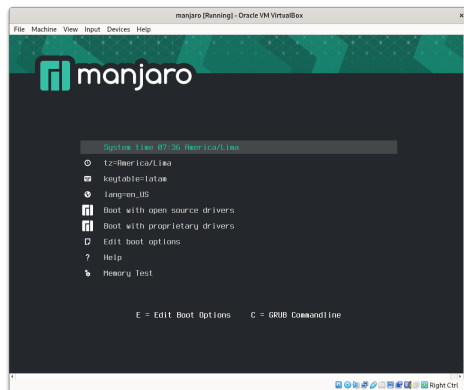 manjaro [Running] - Oracle VM VirtualBox
File Machine View Input Devices Help
manjaro
System time 07:36 America/Lima
tz=America/Lima
keytable=latam
lang=en_US
Boot with open source drivers
Boot with proprietary drivers
Edit boot options
? Help
Memory Test
E = Edit Boot Options C = GRUB Commandline
Right Ctrl